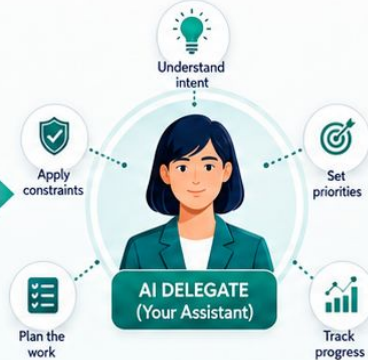 Understand
intent
Apply
constraints
Set
priorities
AI DELEGATE
(Your Assistant)
Plan the
work
Track
progress